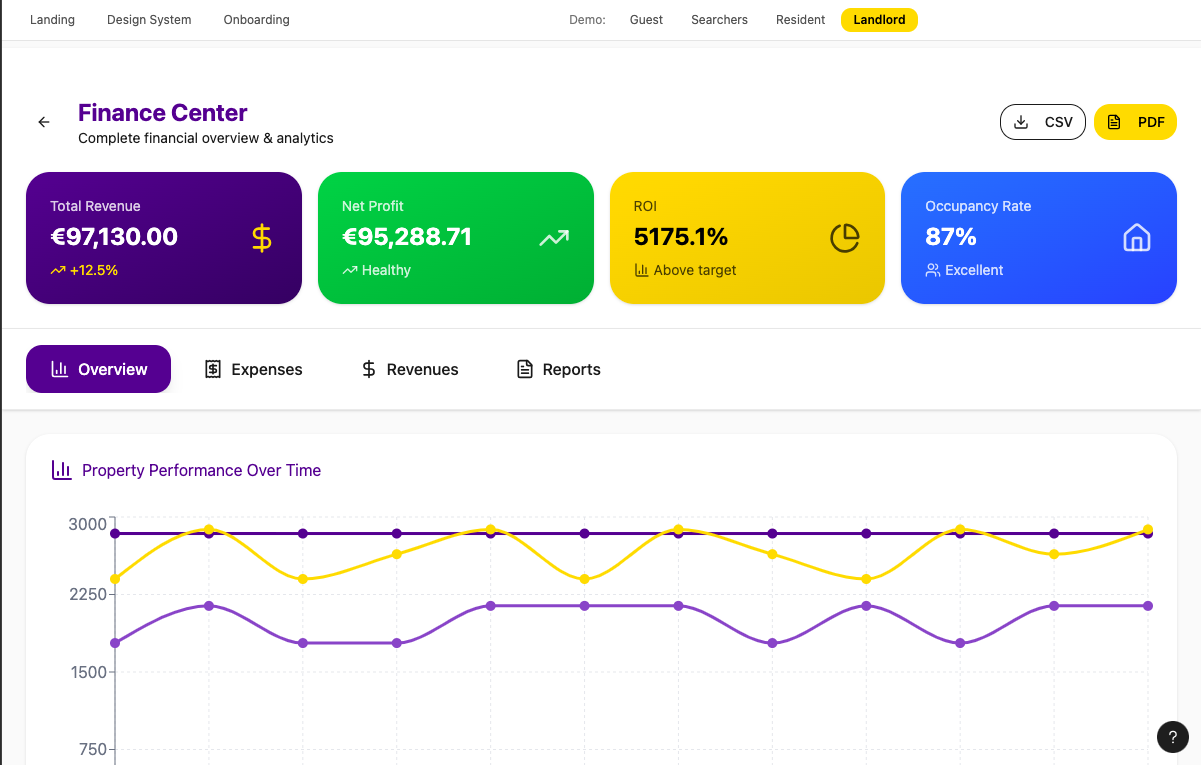 Landing Design System Onboarding Demo: Guest Searchers Resident Landlord
Finance Center
Complete financial overview & analytics
CSV PDF
Total Revenue
€97,130.00
+12.5%
Net Profit
€95,288.71
Healthy
ROI
5175.1%
Above target
Occupancy Rate
87%
Excellent
Overview Expenses Revenues Reports
Property Performance Over Time
3000
2250
1500
750
?